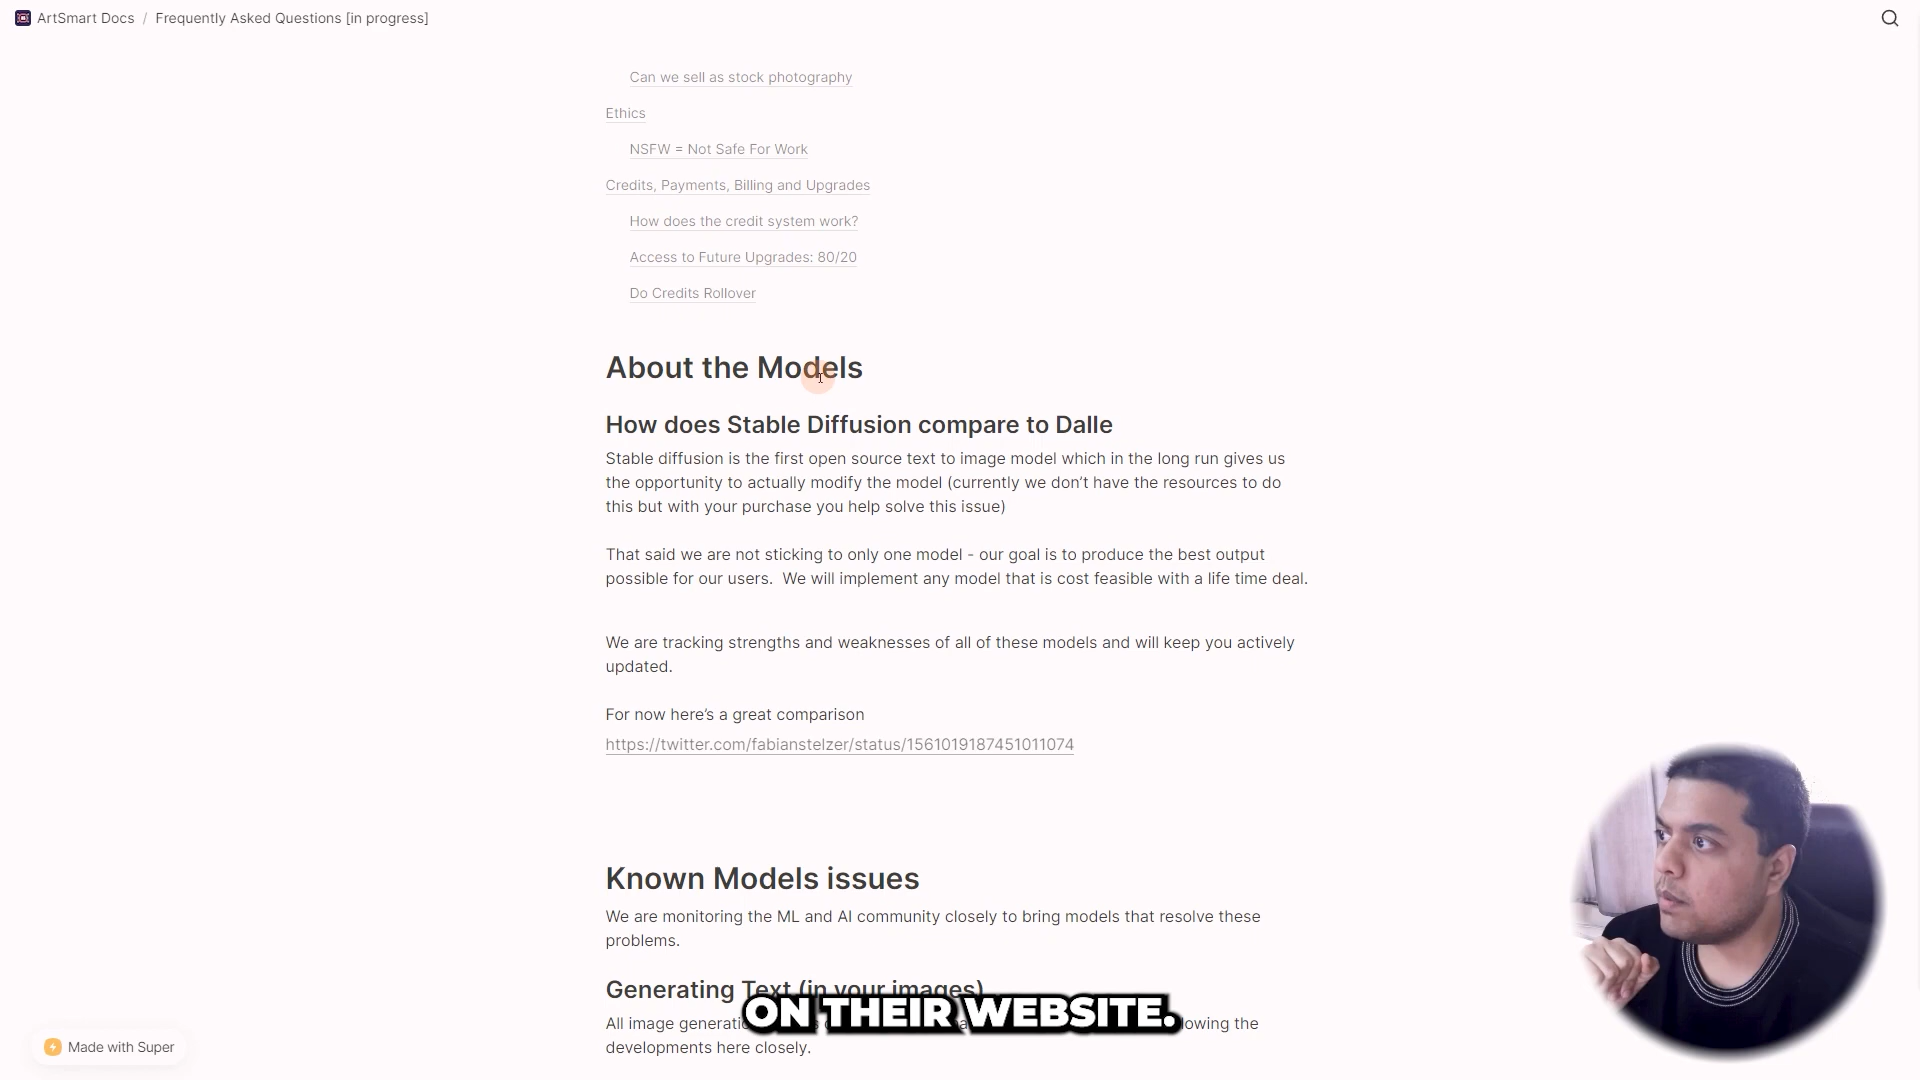 ArtSmart Docs / Frequently Asked Questions [in progress]
Can we sell as stock photography
Ethics
NSFW = Not Safe For Work
Credits, Payments, Billing and Upgrades
How does the credit system work?
Access to Future Upgrades: 80/20
Do Credits Rollover
About the Models
How does Stable Diffusion compare to Dalle
Stable diffusion is the first open source text to image model which in the long run gives us
the opportunity to actually modify the model (currently we don’t have the resources to do
this but with your purchase you help solve this issue)
That said we are not sticking to only one model - our goal is to produce the best output
possible for our users.  We will implement any model that is cost feasible with a life time deal.
We are tracking strengths and weaknesses of all of these models and will keep you actively
updated.
For now here’s a great comparison
https://twitter.com/fabianstelzer/status/1561019187451011074
Known Models issues
We are monitoring the ML and AI community closely to bring models that resolve these
problems.
Generating Text (in your images)
ON THEIR WEBSITE.
All image the
developments here closely.
Made with Super